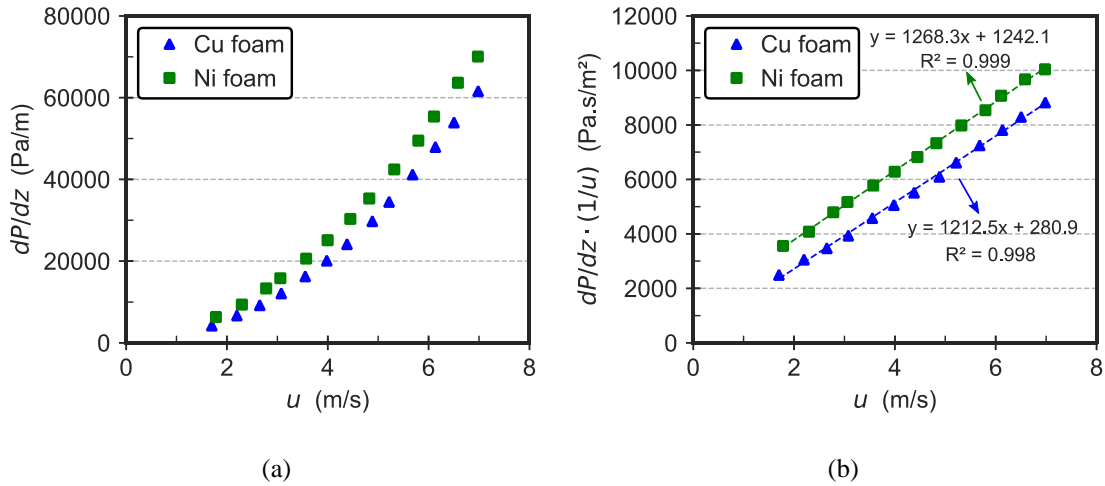 80000
60000
40000
20000
0
dP/dz (Pa/m)
Cu foam
Ni foam
0 2 4 6 8
u (m/s)
(a)
12000
10000
8000
6000
4000
2000
0
dP/dz · (1/u) (Pa.s/m²)
Cu foam
Ni foam
y = 1268.3x + 1242.1
R² = 0.999
y = 1212.5x + 280.9
R² = 0.998
0 2 4 6 8
u (m/s)
(b)